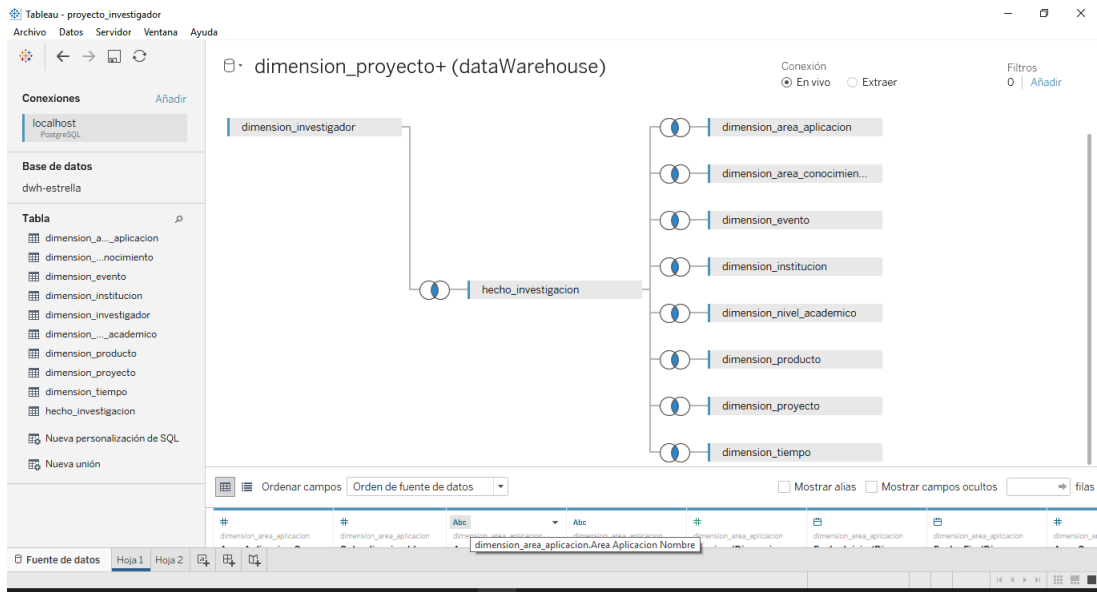 Tableau - proyecto_investigador
Archivo Datos Servidor Ventana Ayuda
Conexiones Añadir
localhost
PostgreSQL
Base de datos
dwh-estrella
Tabla
dimension_a..._aplicacion
dimension_...nocimiento
dimension_evento
dimension_institucion
dimension_investigador
dimension_..._academico
dimension_producto
dimension_proyecto
dimension_tiempo
hecho_investigacion
Nueva personalización de SQL
Nueva unión
dimension_proyecto+ (dataWarehouse)
Conexión
En vivo Extraer
Filtros
0 Añadir
dimension_investigador
hecho_investigacion
dimension_area_aplicacion
dimension_area_conocimien...
dimension_evento
dimension_institucion
dimension_nivel_academico
dimension_producto
dimension_proyecto
dimension_tiempo
Ordenar campos Orden de fuente de datos
Mostrar alias Mostrar campos ocultos filas
# # Abc Abc # #
dimension_area_aplicacion dimension_area_aplicacion dimension_area_aplicacion dimension_area_aplicacion dimension_area_aplicacion dimension_area_aplicacion dimension_area_aplicacion dimension_a
dimension_area_aplicacion.Area Aplicacion Nombre
Fuente de datos Hoja 1 Hoja 2